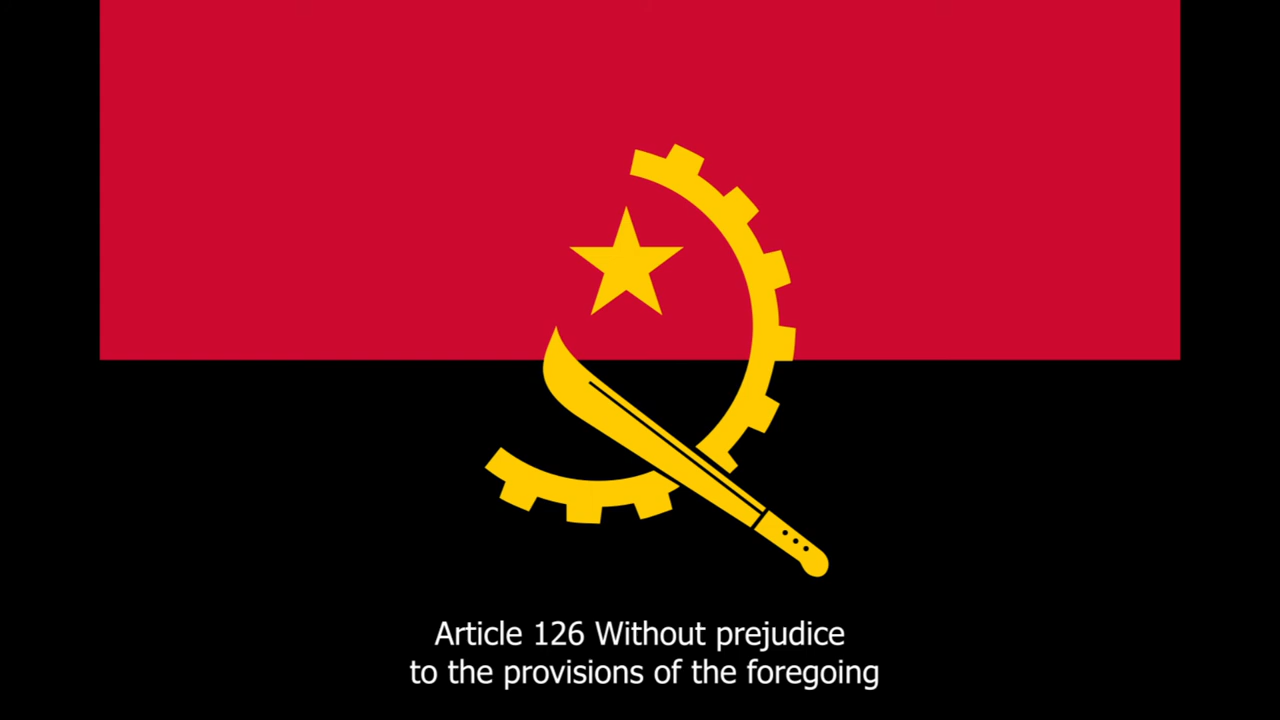 Article 126 Without prejudice
to the provisions of the foregoing